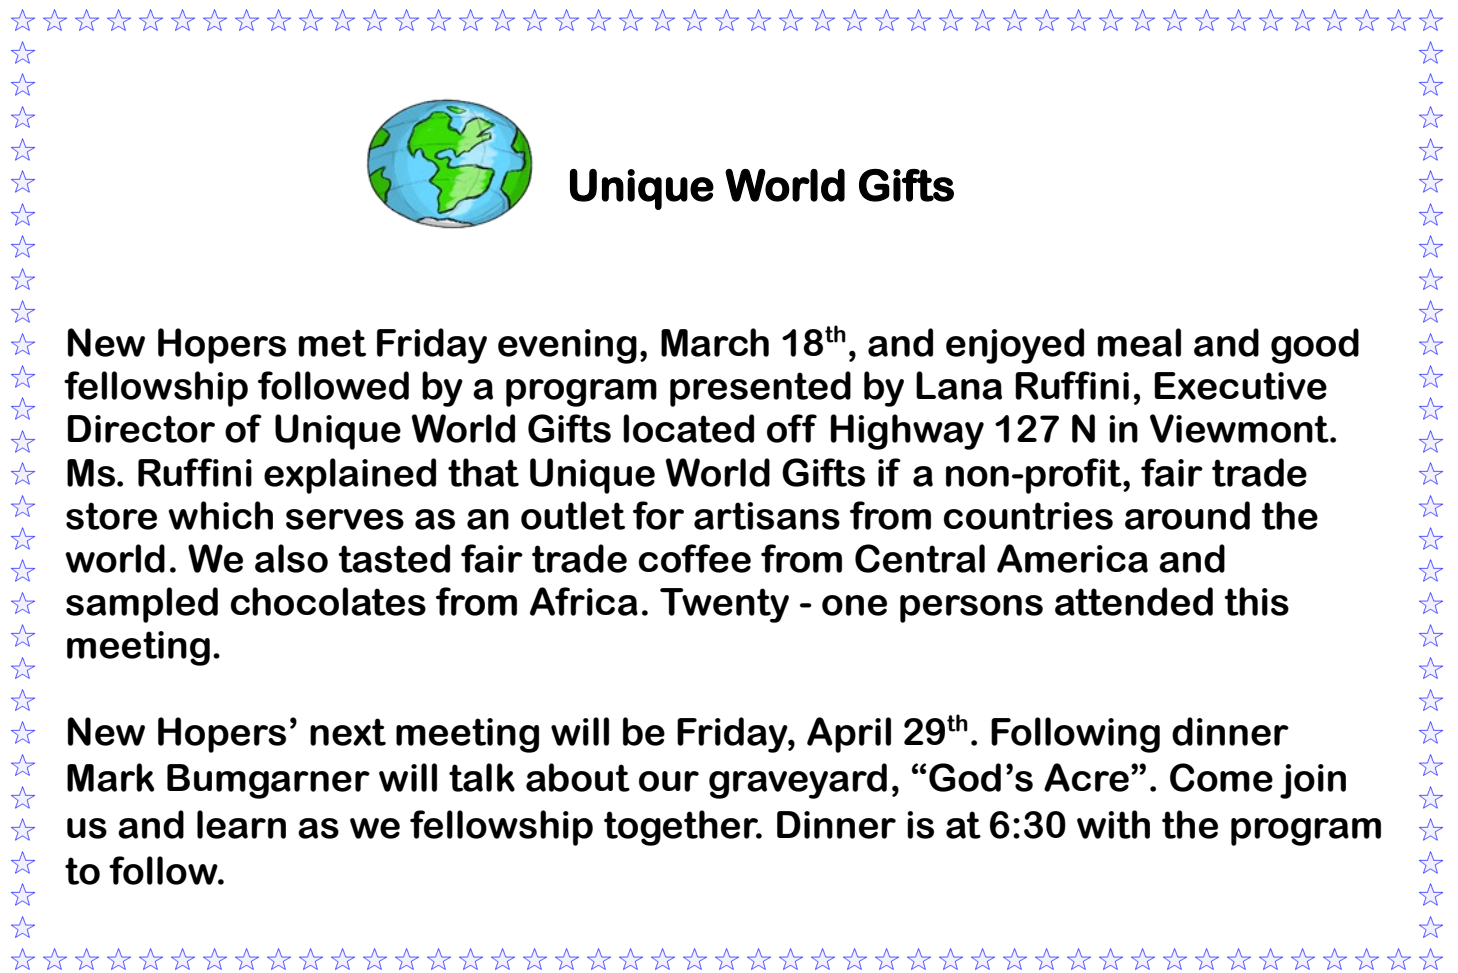 Unique World Gifts
New Hopers met Friday evening, March 18th, and enjoyed meal and good
fellowship followed by a program presented by Lana Ruffini, Executive
Director of Unique World Gifts located off Highway 127 N in Viewmont.
Ms. Ruffini explained that Unique World Gifts if a non-profit, fair trade
store which serves as an outlet for artisans from countries around the
world. We also tasted fair trade coffee from Central America and
sampled chocolates from Africa. Twenty - one persons attended this
meeting.
New Hopers’ next meeting will be Friday, April 29th. Following dinner
Mark Bumgarner will talk about our graveyard, “God’s Acre”. Come join
us and learn as we fellowship together. Dinner is at 6:30 with the program
to follow.